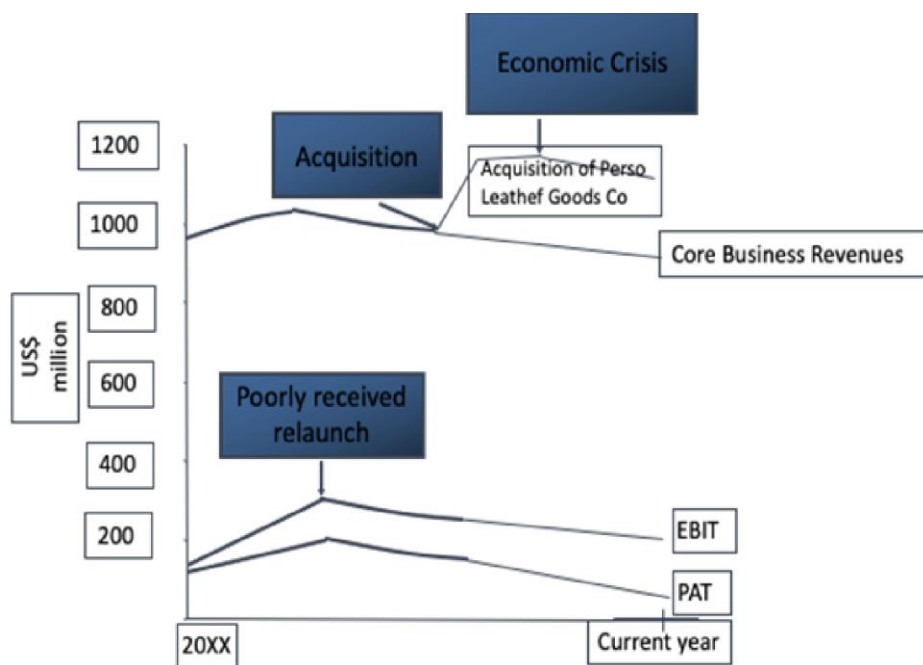 Economic Crisis
1200
Acquisition
Acquisition of Perso
Leathef Goods Co
1000
Core Business Revenues
800
US$
million
600
Poorly received
relaunch
400
200
EBIT
PAT
20XX
Current year